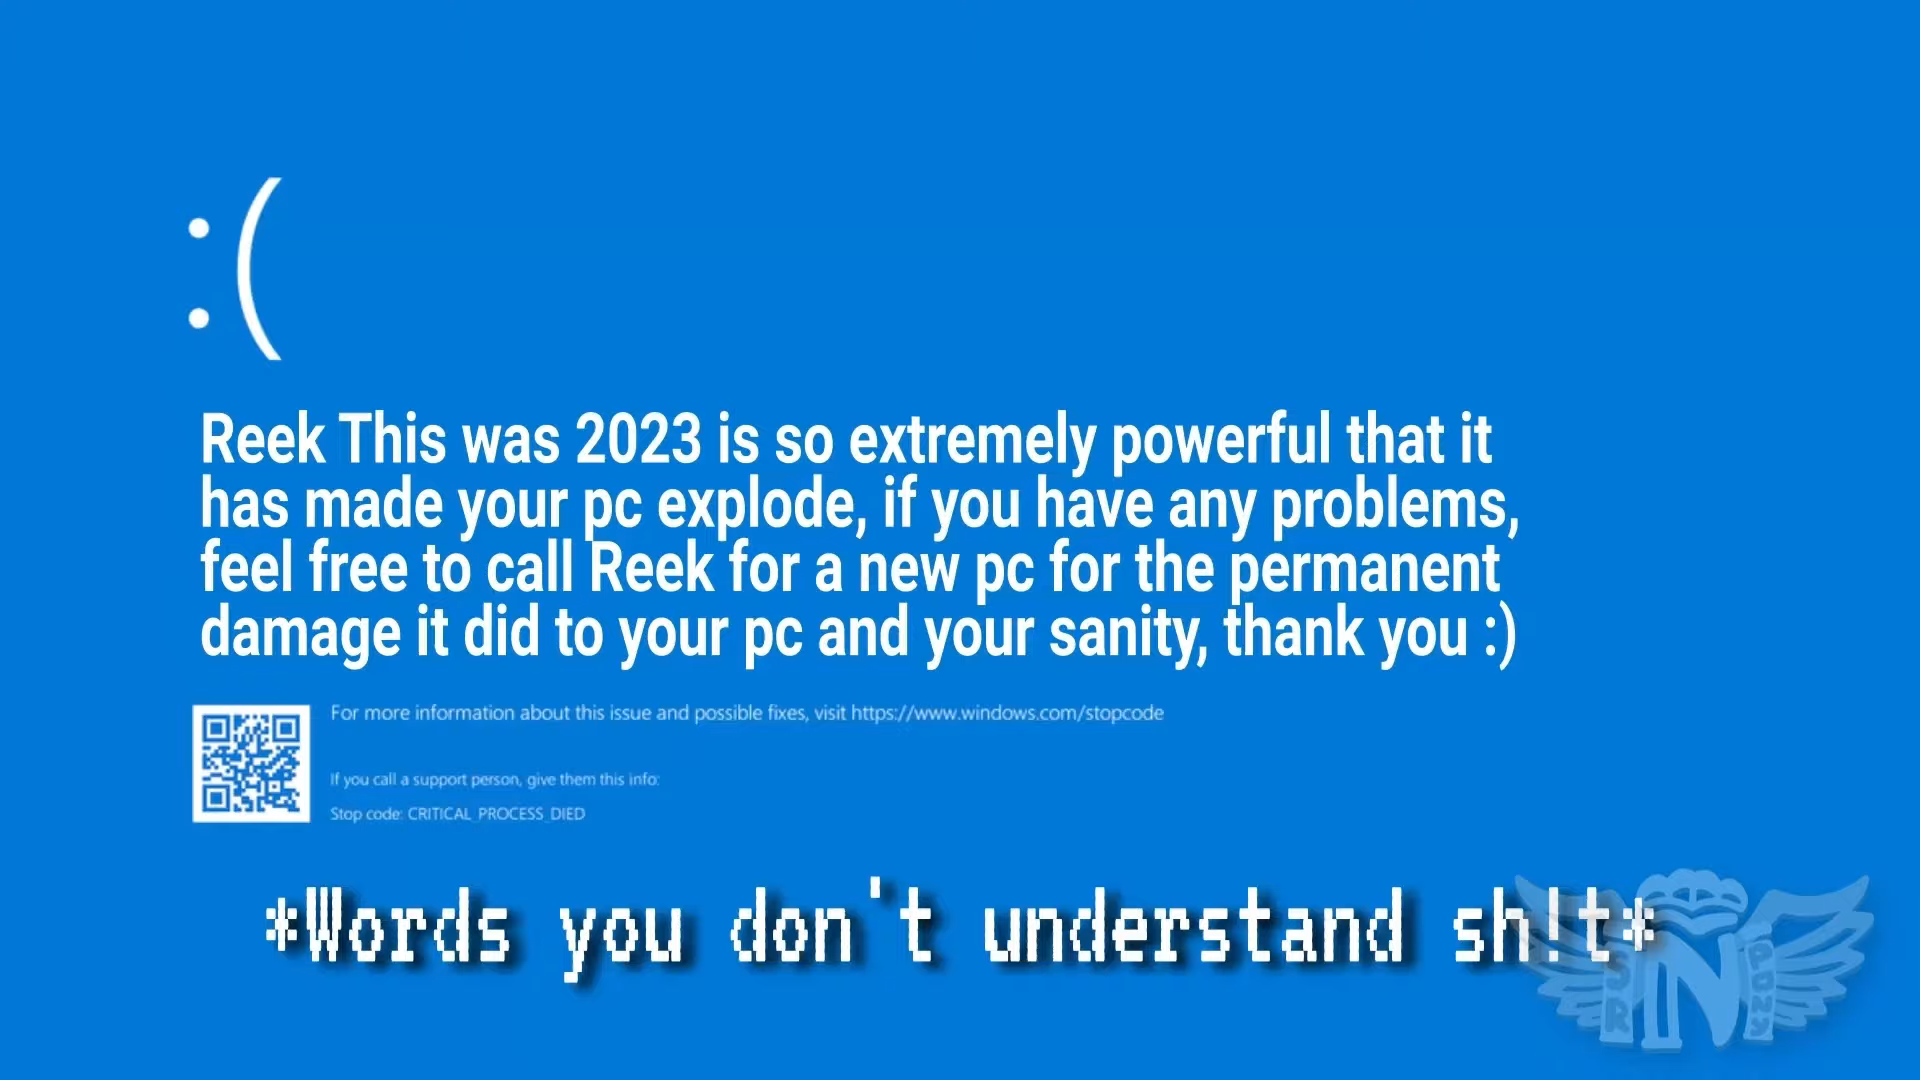 :(
Reek This was 2023 is so extremely powerful that it
has made your pc explode, if you have any problems,
feel free to call Reek for a new pc for the permanent
damage it did to your pc and your sanity, thank you :)
For more information about this issue and possible fixes, visit https://www.windows.com/stopcode
If you call a support person, give them this info:
Stop code: CRITICAL_PROCESS_DIED
*Words you don't understand sh!t*
SR N PONY